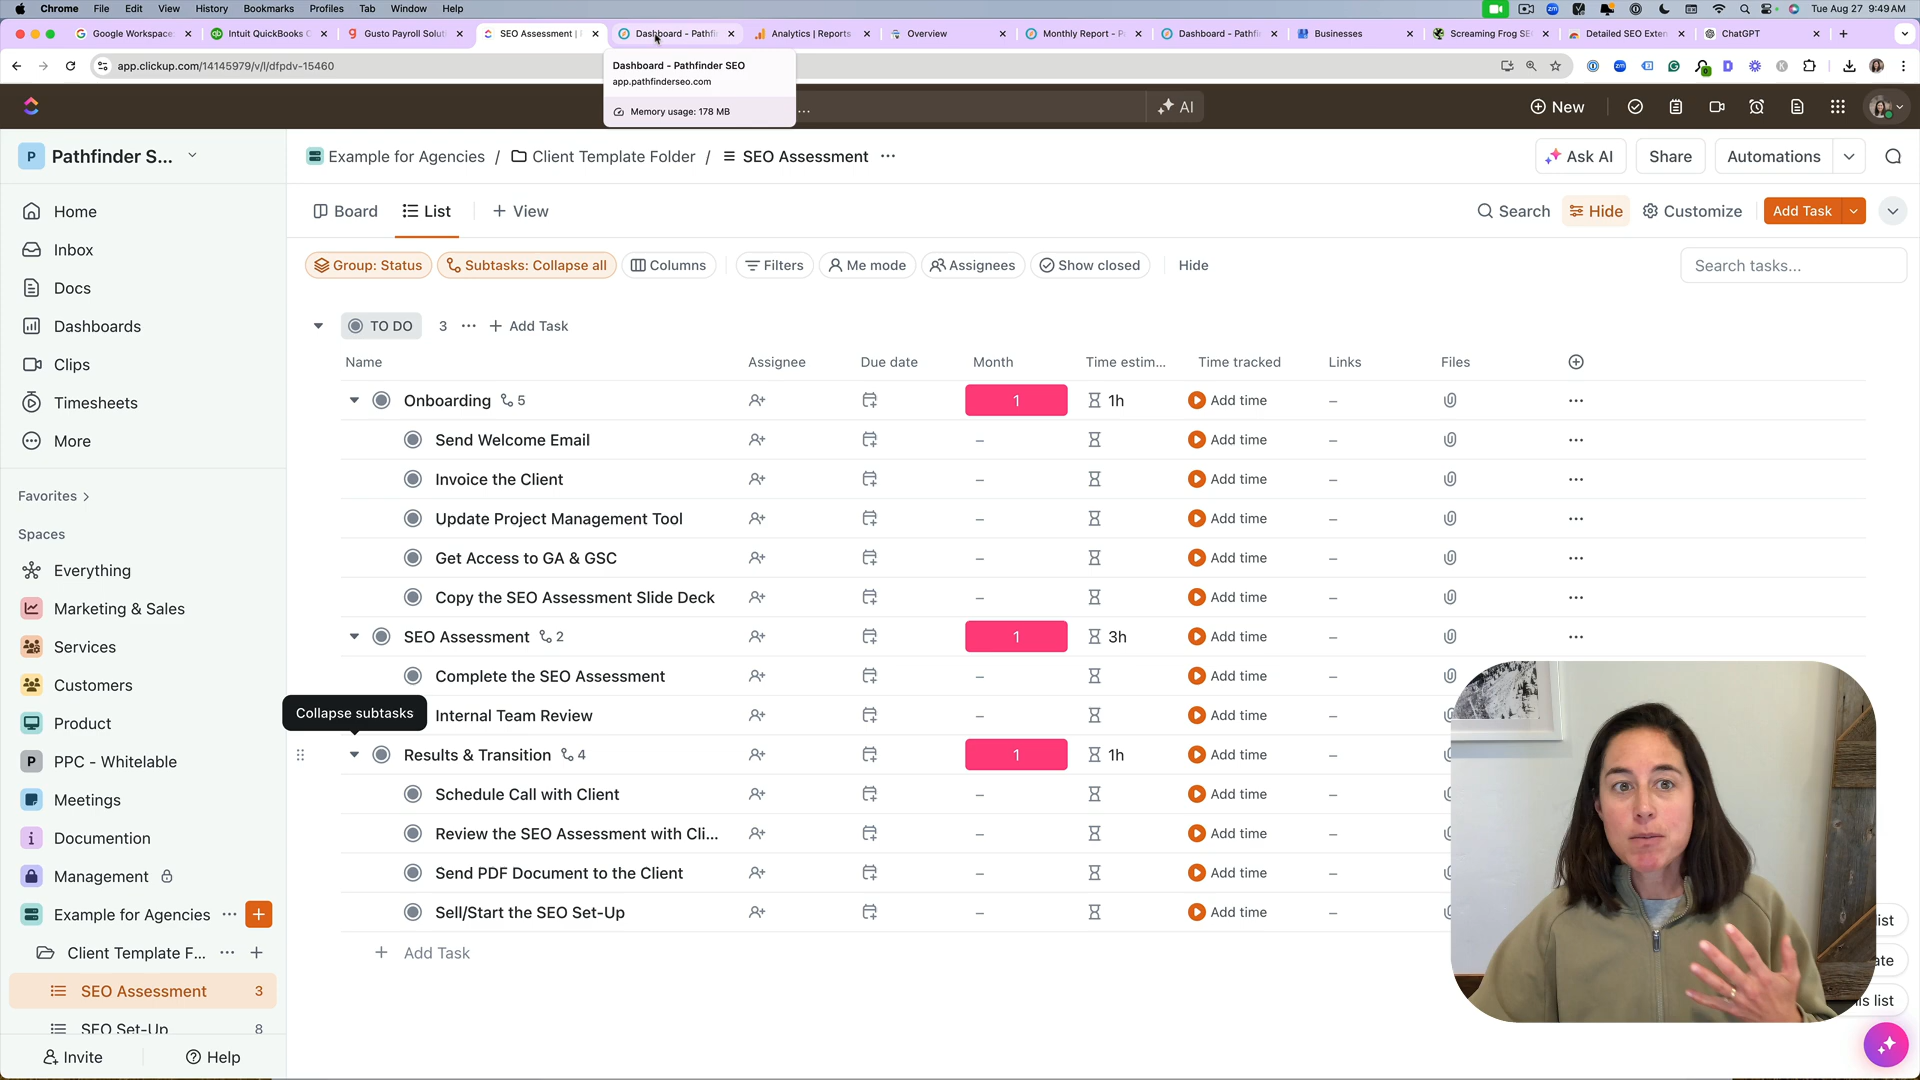 Chrome File Edit View History Bookmarks Profiles Tab Window Help Tue Aug 27 9:49 AM
Google Workspace Intuit QuickBooks Gusto Payroll Soluti SEO Assessment | Dashboard - Pathfi Analytics | Reports Overview Monthly Report - P Dashboard - Pathfin Businesses Screaming Frog SE Detailed SEO Exten ChatGPT
app.clickup.com/14145979/v/l/dfpdv-15460
Dashboard - Pathfinder SEO
app.pathfinderseo.com
Memory usage: 178 MB
AI
New
P Pathfinder S...
Example for Agencies / Client Template Folder / SEO Assessment ...
Ask AI Share Automations
Home
Inbox
Docs
Dashboards
Clips
Timesheets
More
Favorites
Spaces
Everything
Marketing & Sales
Services
Customers
Product
P PPC - Whitelable
Meetings
Documention
Management
Example for Agencies
Client Template F...
SEO Assessment 3
SEO Set-Up 8
Invite Help
Board List + View
Search Hide Customize Add Task
Group: Status Subtasks: Collapse all Columns Filters Me mode Assignees Show closed Hide Search tasks...
TO DO 3 ... + Add Task
Name Assignee Due date Month Time estim... Time tracked Links Files
Onboarding 5 1 1h Add time –
Send Welcome Email – Add time –
Invoice the Client – Add time –
Update Project Management Tool – Add time –
Get Access to GA & GSC – Add time –
Copy the SEO Assessment Slide Deck – Add time –
SEO Assessment 2 1 3h Add time –
Complete the SEO Assessment – Add time –
Collapse subtasks
Internal Team Review – Add time –
Results & Transition 4 1 1h Add time –
Schedule Call with Client – Add time –
Review the SEO Assessment with Cli... – Add time –
Send PDF Document to the Client – Add time –
Sell/Start the SEO Set-Up – Add time –
+ Add Task
ist
ate
is list